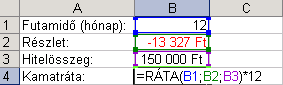 A B C
1 Futamidő (hónap): 12
2 Részlet: -13 327 Ft
3 Hitelösszeg: 150 000 Ft
4 Kamatráta: =RÁTA(B1;B2;B3)*12